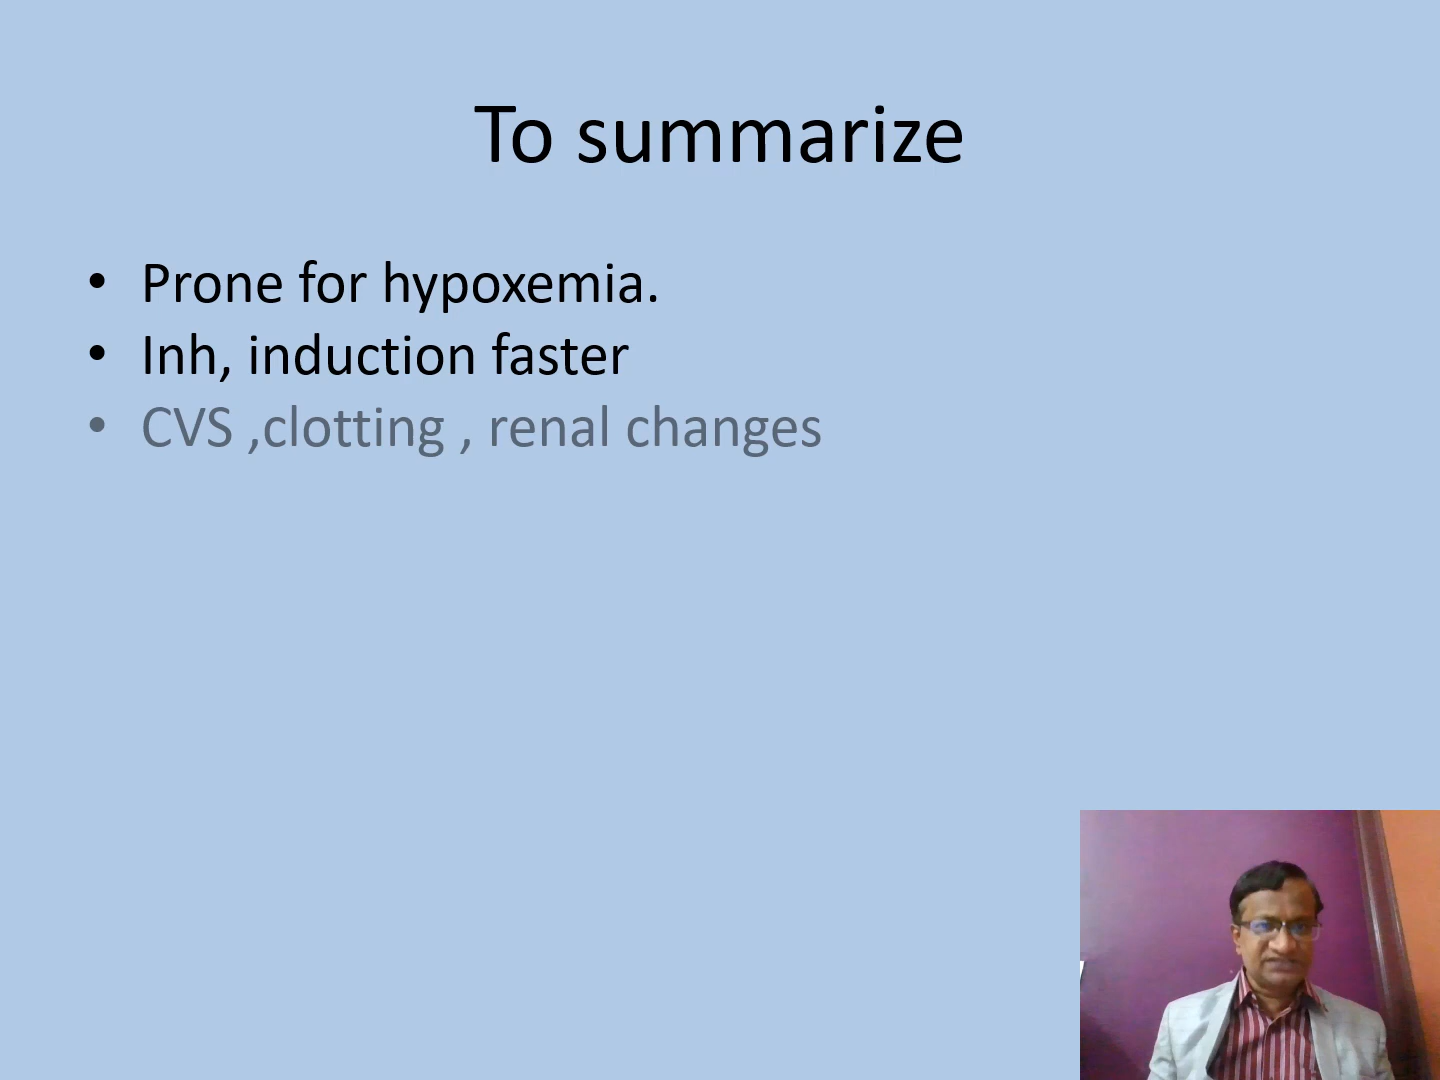 To summarize
• Prone for hypoxemia.
• Inh, induction faster
• CVS ,clotting , renal changes